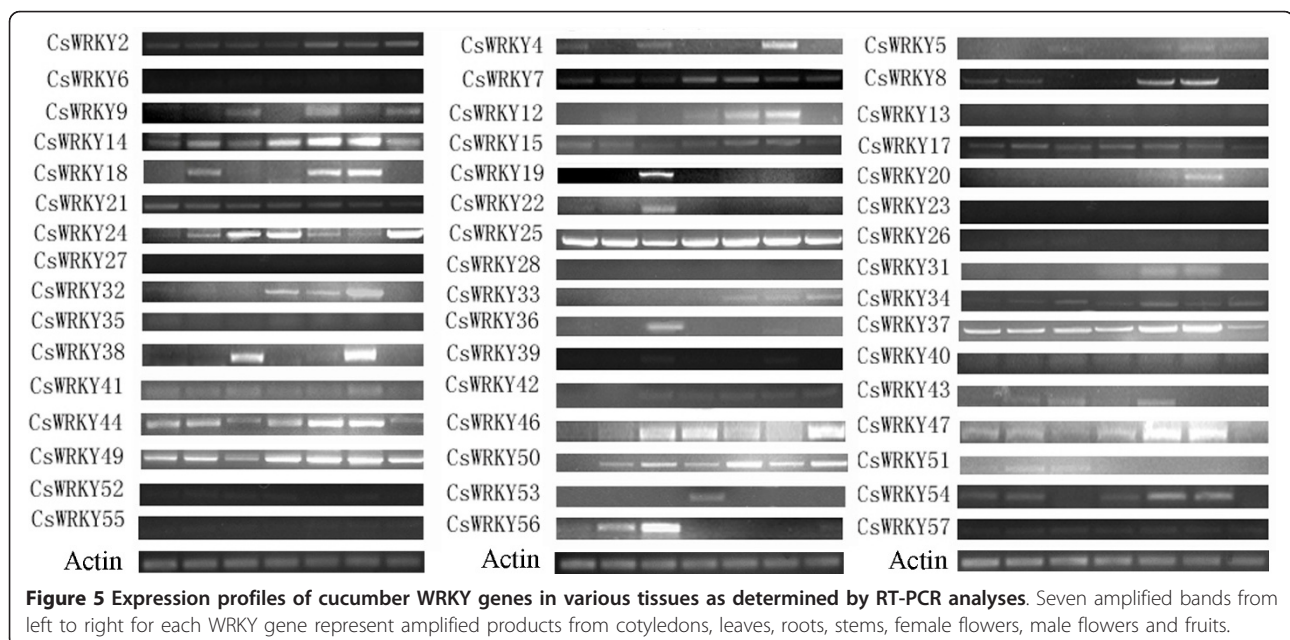 CsWRKY2
CsWRKY6
CsWRKY9
CsWRKY14
CsWRKY18
CsWRKY21
CsWRKY24
CsWRKY27
CsWRKY32
CsWRKY35
CsWRKY38
CsWRKY41
CsWRKY44
CsWRKY49
CsWRKY52
CsWRKY55
Actin
CsWRKY4
CsWRKY7
CsWRKY12
CsWRKY15
CsWRKY19
CsWRKY22
CsWRKY25
CsWRKY28
CsWRKY33
CsWRKY36
CsWRKY39
CsWRKY42
CsWRKY46
CsWRKY50
CsWRKY53
CsWRKY56
Actin
CsWRKY5
CsWRKY8
CsWRKY13
CsWRKY17
CsWRKY20
CsWRKY23
CsWRKY26
CsWRKY31
CsWRKY34
CsWRKY37
CsWRKY40
CsWRKY43
CsWRKY47
CsWRKY51
CsWRKY54
CsWRKY57
Actin
Figure 5 Expression profiles of cucumber WRKY genes in various tissues as determined by RT-PCR analyses. Seven amplified bands from
left to right for each WRKY gene represent amplified products from cotyledons, leaves, roots, stems, female flowers, male flowers and fruits.